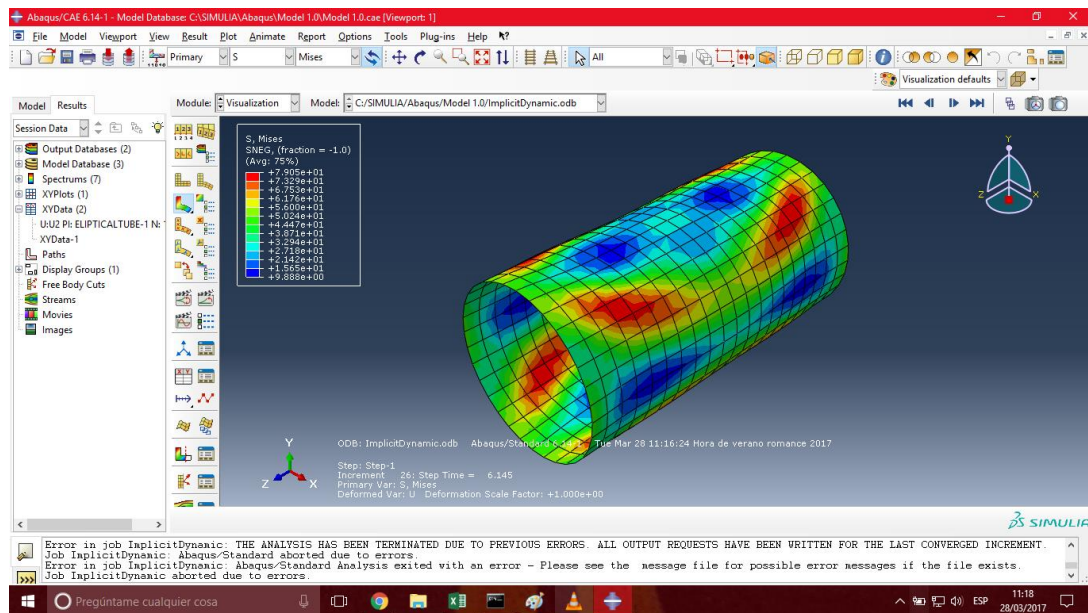 Abaqus/CAE 6.14-1 - Model Database: C:\SIMULIA\Abaqus\Model 1.0\Model 1.0.cae [Viewport: 1]
File Model Viewport View Result Plot Animate Report Options Tools Plug-ins Help
Primary S Mises All
Visualization defaults
Model Results
Module: Visualization Model: C:/SIMULIA/Abaqus/Model 1.0/ImplicitDynamic.odb
Session Data
Output Databases (2)
Model Database (3)
Spectrums (7)
XYPlots (1)
XYData (2)
U:U2 PI: ELIPTICALTUBE-1 N:
XYData-1
Paths
Display Groups (1)
Free Body Cuts
Streams
Movies
Images
S, Mises
SNEG, (fraction = -1.0)
(Avg: 75%)
+7.905e+01
+7.329e+01
+6.753e+01
+6.176e+01
+5.600e+01
+5.024e+01
+4.447e+01
+3.871e+01
+3.294e+01
+2.718e+01
+2.142e+01
+1.565e+01
+9.888e+00
Y
Z X
Y
Z X
ODB: ImplicitDynamic.odb Abaqus/Standard 6.14-1 Tue Mar 28 11:16:24 Hora de verano romance 2017
Step: Step-1
Increment 26: Step Time = 6.145
Primary Var: S, Mises
Deformed Var: U Deformation Scale Factor: +1.000e+00
SIMULIA
Error in job ImplicitDynamic: THE ANALYSIS HAS BEEN TERMINATED DUE TO PREVIOUS ERRORS. ALL OUTPUT REQUESTS HAVE BEEN WRITTEN FOR THE LAST CONVERGED INCREMENT.
Job ImplicitDynamic: Abaqus/Standard aborted due to errors.
Error in job ImplicitDynamic: Abaqus/Standard Analysis exited with an error - Please see the message file for possible error messages if the file exists.
Job ImplicitDynamic aborted due to errors.
Pregúntame cualquier cosa
ESP
11:18
28/03/2017